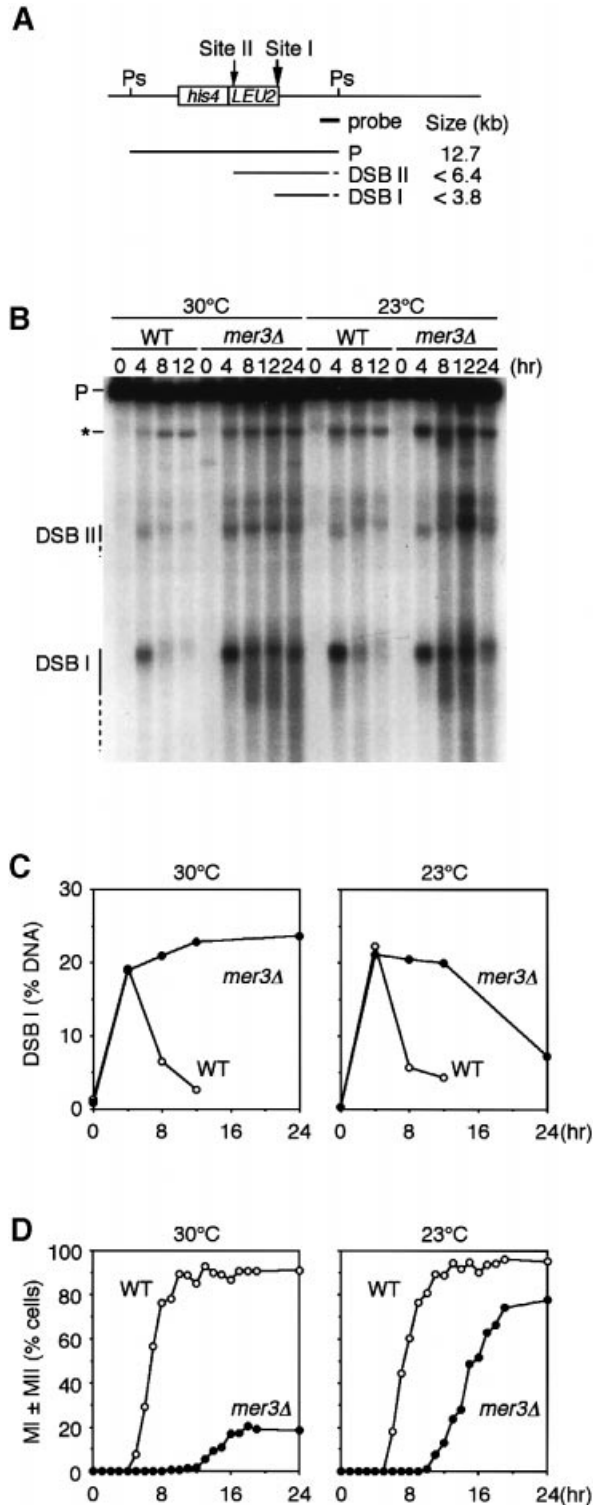 A
Site II Site I
Ps Ps
his4 LEU2
probe Size (kb)
P 12.7
DSB II < 6.4
DSB I < 3.8
B
30°C 23°C
WT mer3Δ WT mer3Δ
0 4 8 12 0 4 8 12 24 0 4 8 12 0 4 8 12 24 (hr)
P
*
DSB II
DSB I
C
30°C 23°C
DSB I (% DNA)
30
20
10
0
mer3Δ
WT
mer3Δ
WT
0 8 16 24 0 8 16 24 (hr)
D
30°C 23°C
MI ± MII (% cells)
100
80
60
40
20
0
WT
mer3Δ
WT
mer3Δ
0 8 16 24 0 8 16 24 (hr)